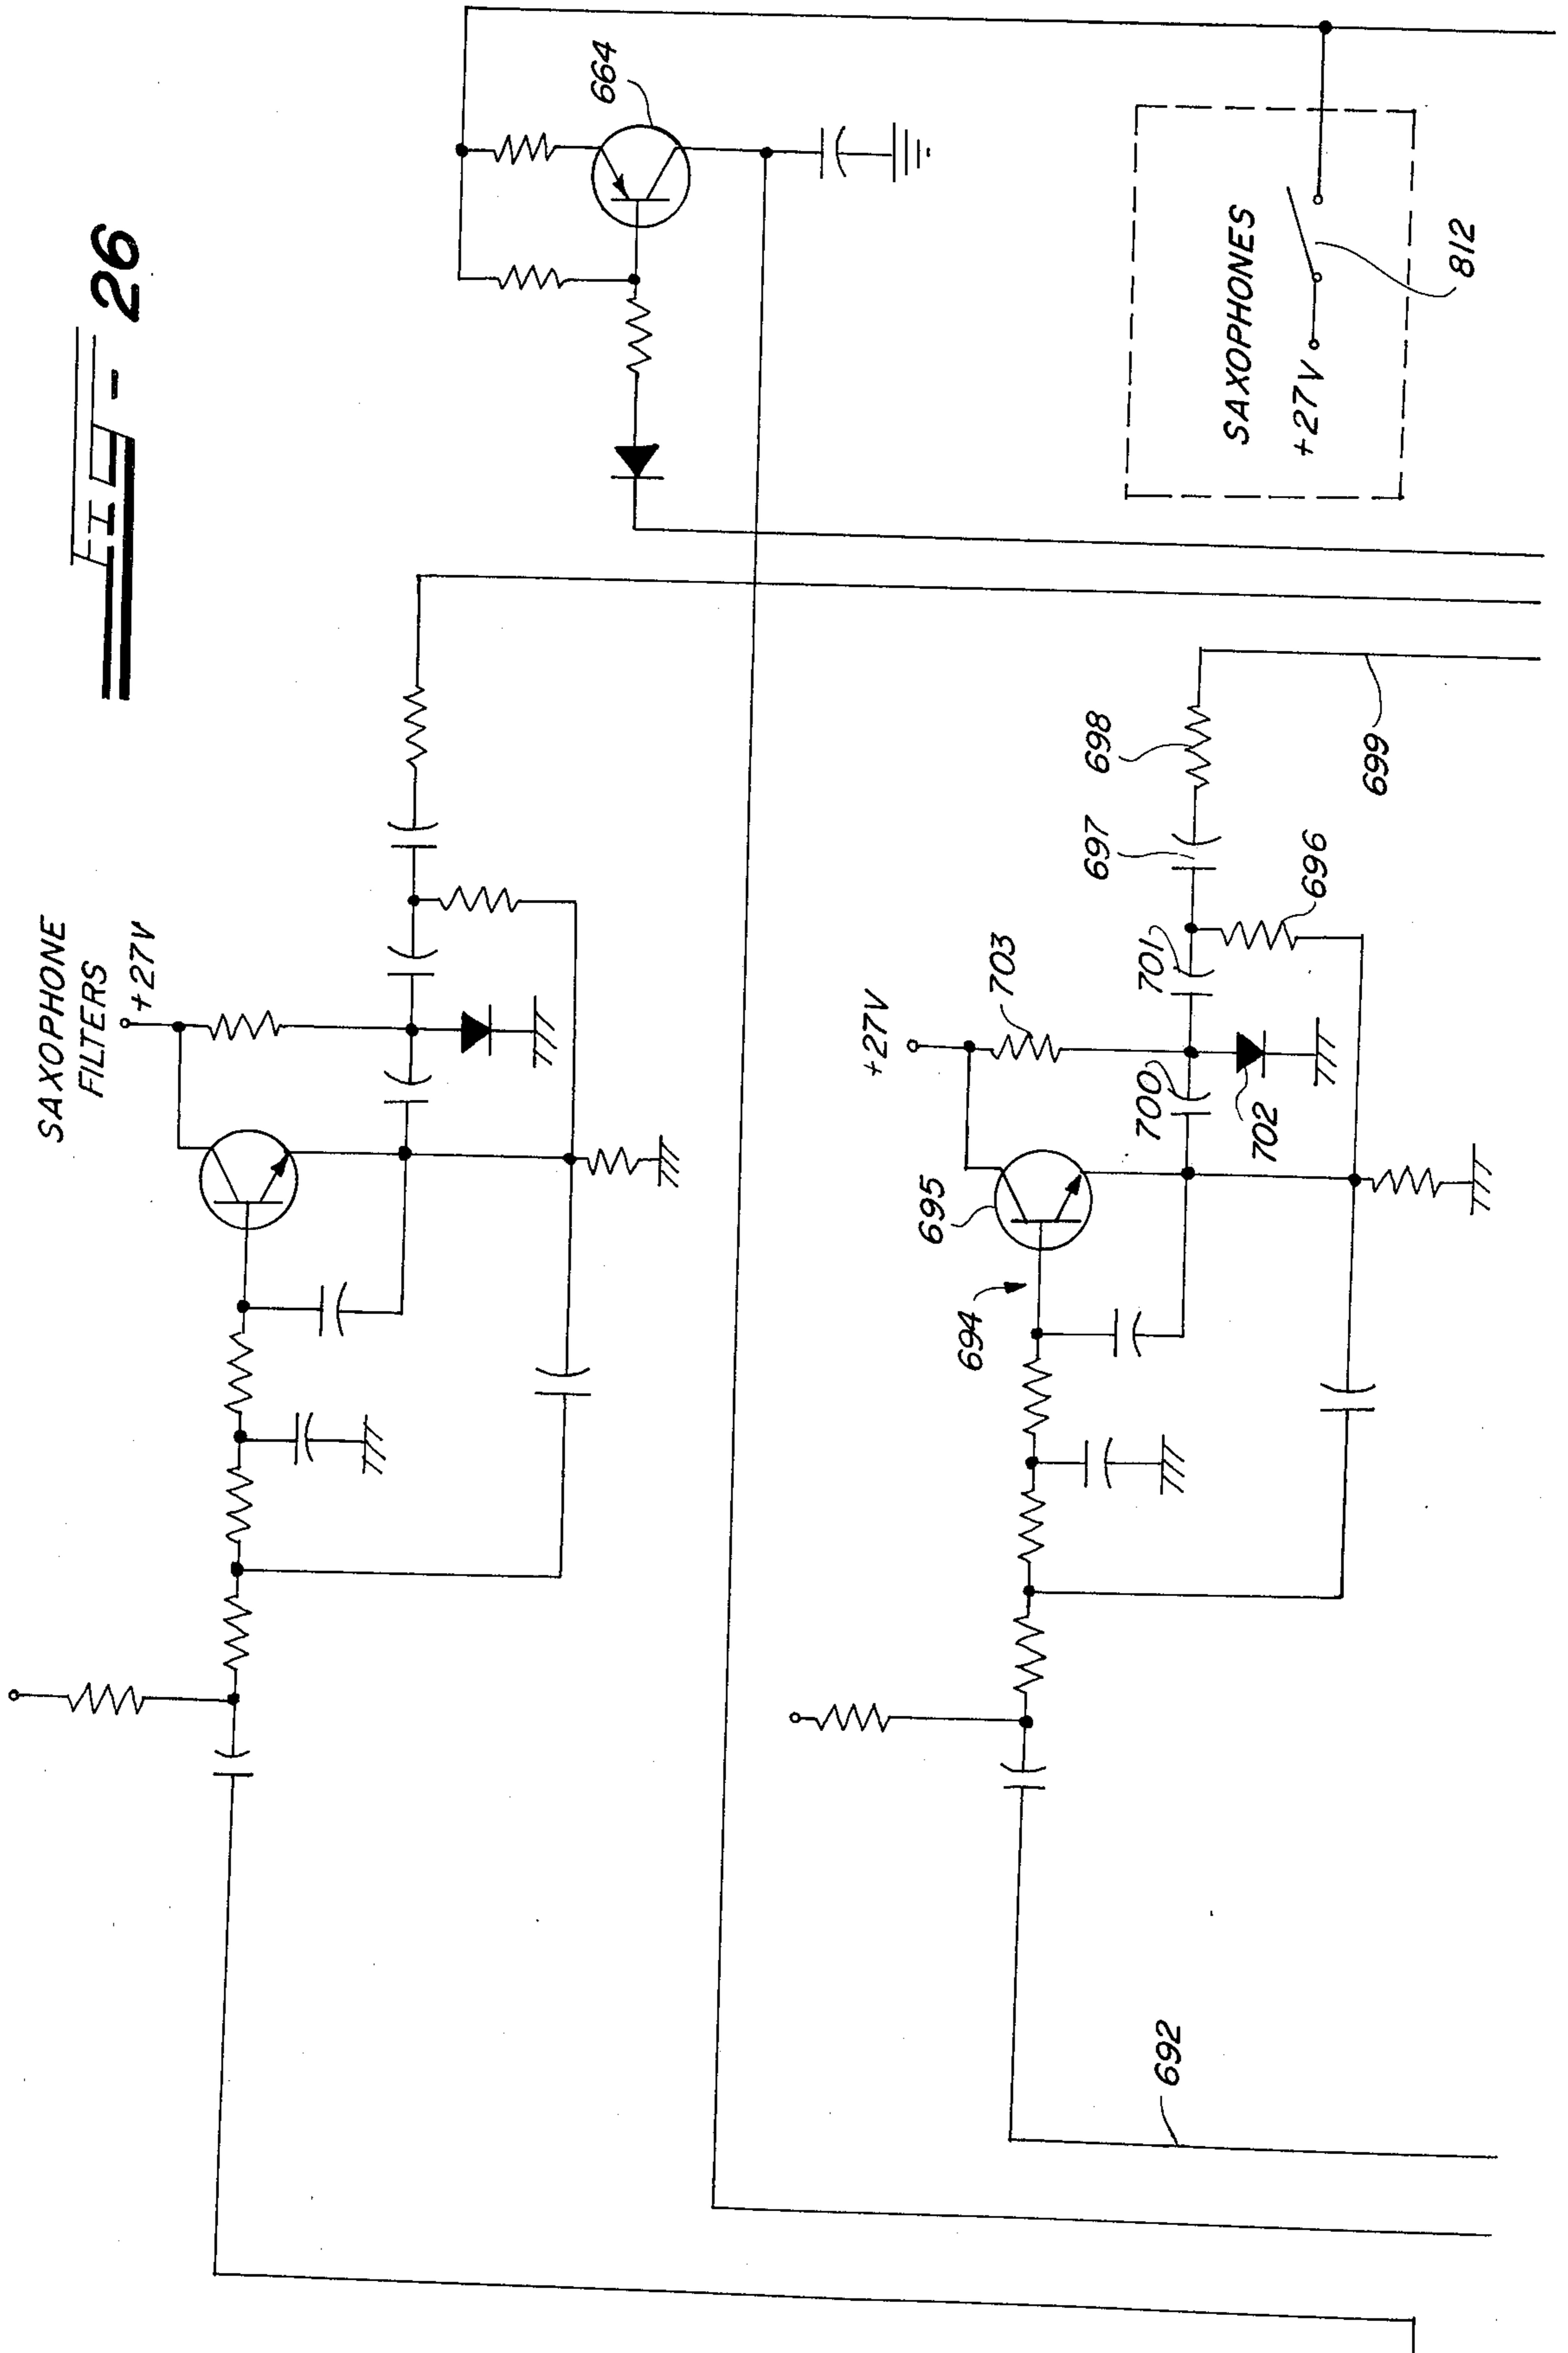 FIG-26
SAXOPHONE
FILTERS
+27V
664
+27V
703
695
694
700
701
702
697
698
696
699
692
SAXOPHONES
+27V
812